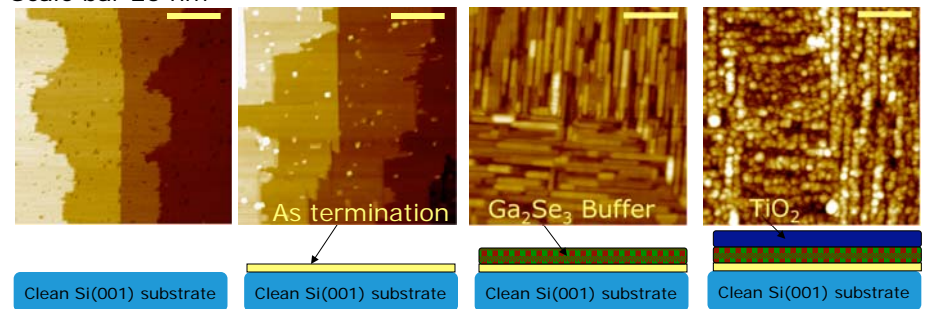 As termination
Ga₂Se₃ Buffer
TiO₂
Clean Si(001) substrate
Clean Si(001) substrate
Clean Si(001) substrate
Clean Si(001) substrate